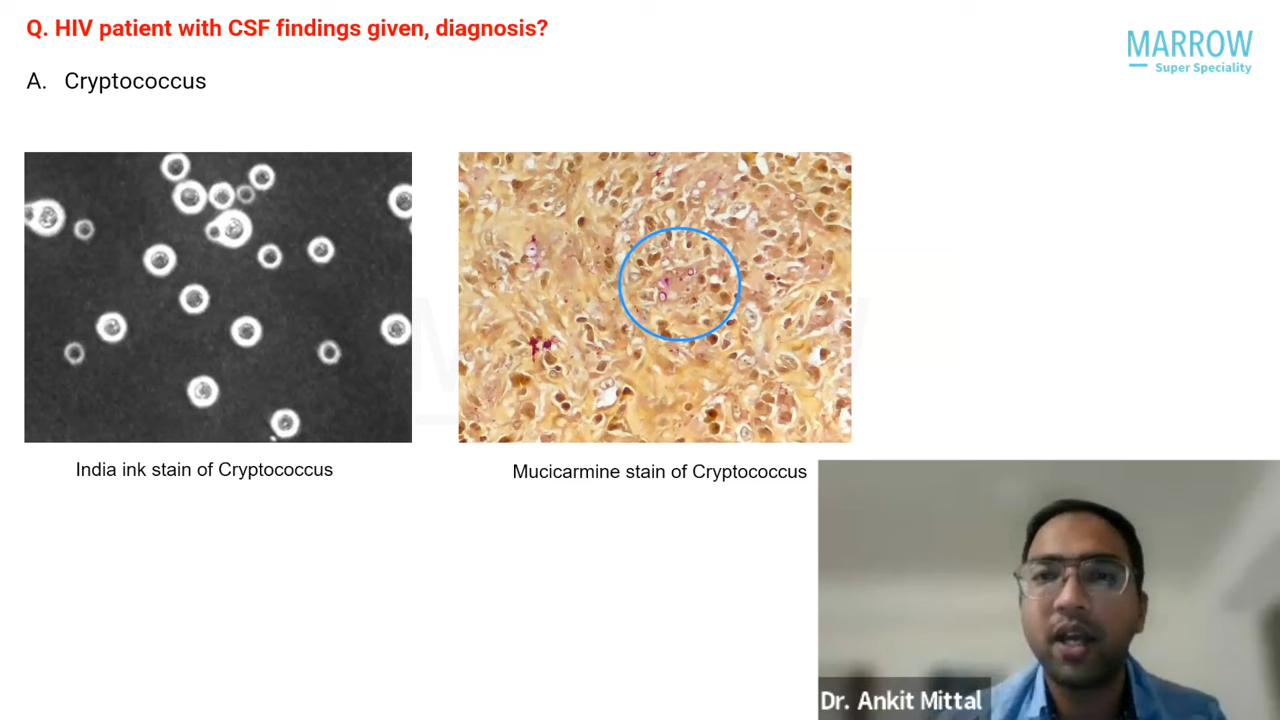 Q. HIV patient with CSF findings given, diagnosis?
MARROW
Super Speciality
A. Cryptococcus
India ink stain of Cryptococcus
Mucicarmine stain of Cryptococcus
Dr. Ankit Mittal